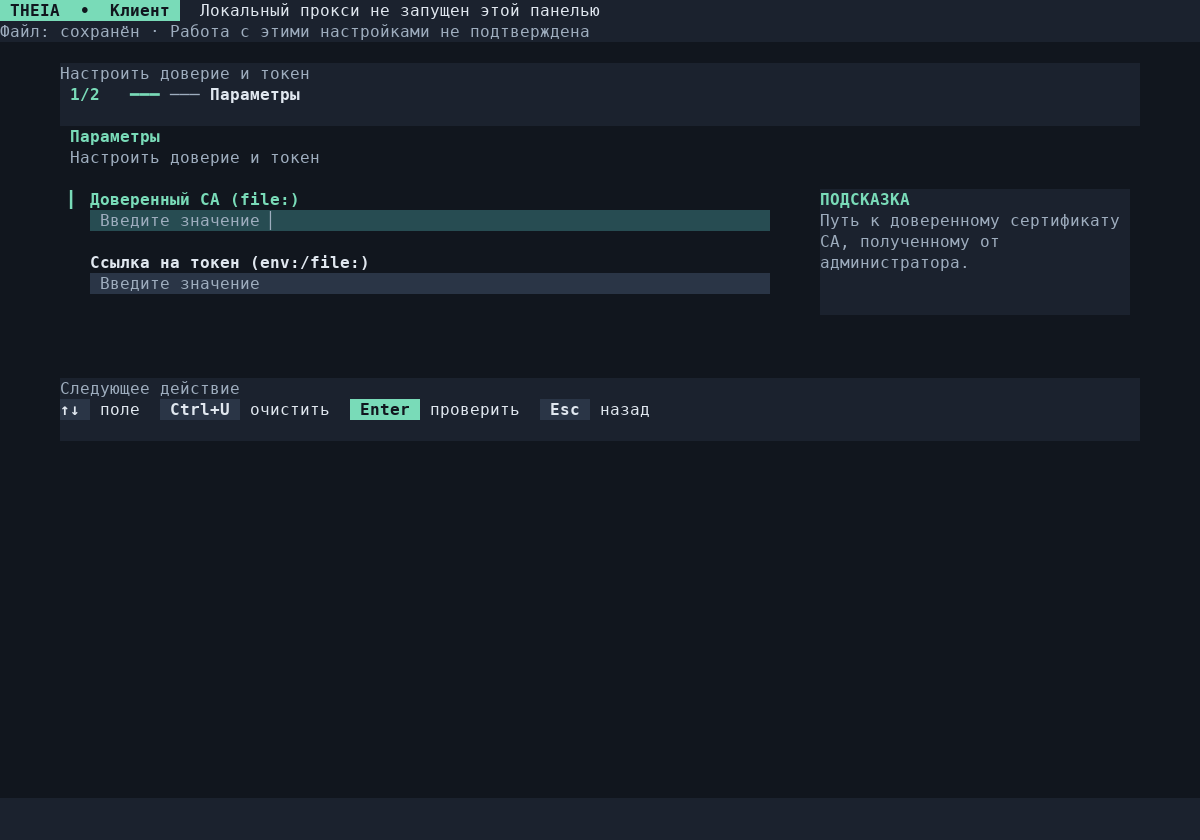 THEIA • Клиент Локальный прокси не запущен этой панелью
Файл: сохранён · Работа с этими настройками не подтверждена
Настроить доверие и токен
1/2 ━━━ ─── Параметры
Параметры
Настроить доверие и токен
Доверенный CA (file:)
Введите значение
Ссылка на токен (env:/file:)
Введите значение
ПОДСКАЗКА
Путь к доверенному сертификату
CA, полученному от
администратора.
Следующее действие
↑↓ поле Ctrl+U очистить Enter проверить Esc назад